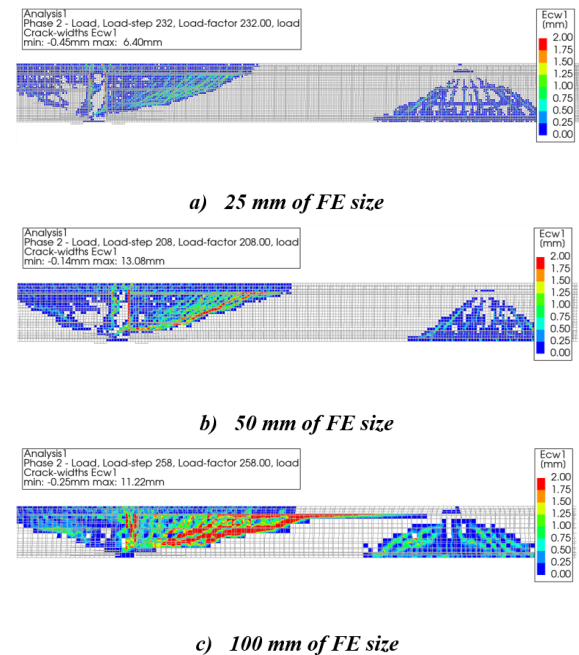 Analysis1
Phase 2 - Load, Load-step 232, Load-factor 232.00, load
Crack-widths Ecw1
min: -0.45mm max: 6.40mm
Ecw1
(mm)
2.00
1.75
1.50
1.25
1.00
0.75
0.50
0.25
0.00
a) 25 mm of FE size
Analysis1
Phase 2 - Load, Load-step 208, Load-factor 208.00, load
Crack-widths Ecw1
min: -0.14mm max: 13.08mm
Ecw1
(mm)
2.00
1.75
1.50
1.25
1.00
0.75
0.50
0.25
0.00
b) 50 mm of FE size
Analysis1
Phase 2 - Load, Load-step 258, Load-factor 258.00, load
Crack-widths Ecw1
min: -0.25mm max: 11.22mm
Ecw1
(mm)
2.00
1.75
1.50
1.25
1.00
0.75
0.50
0.25
0.00
c) 100 mm of FE size